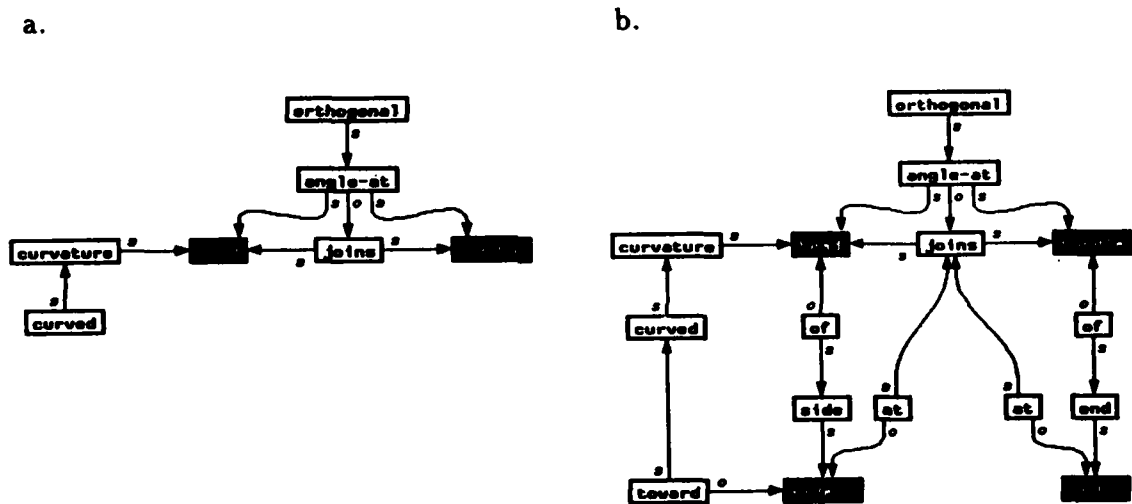 a.
b.
orthogonal
s
angle-at
s o s
curvature s
joins
s s
s
curved
orthogonal
s
angle-at
s o s
curvature s
joins
s s
s
curved
o
of
s
o
of
s
side
s
s
at
o
s
at
o
end
s
s
toward o